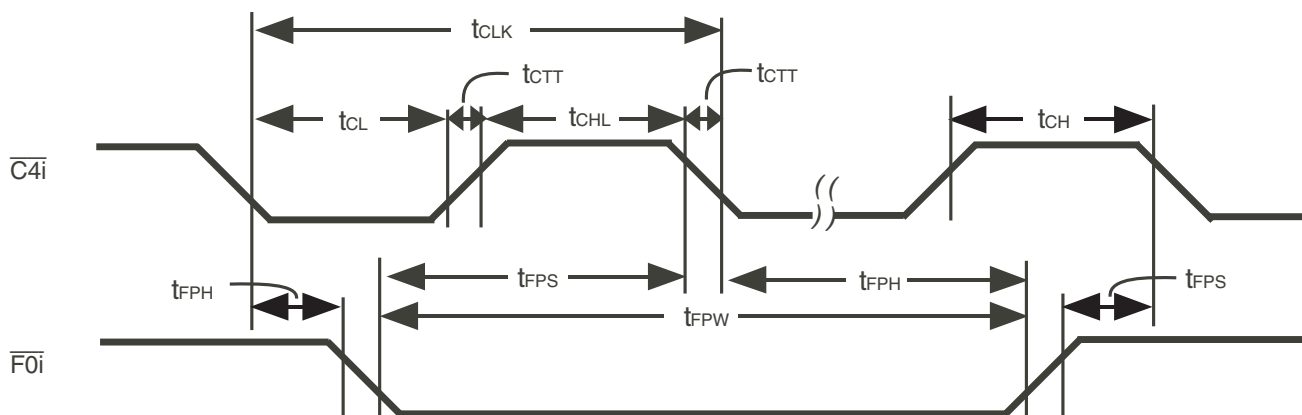 tCLK
tCTT
tCTT
tCL
tCHL
tCH
C4i
tFPS
tFPH
tFPH
tFPS
tFPW
F0i